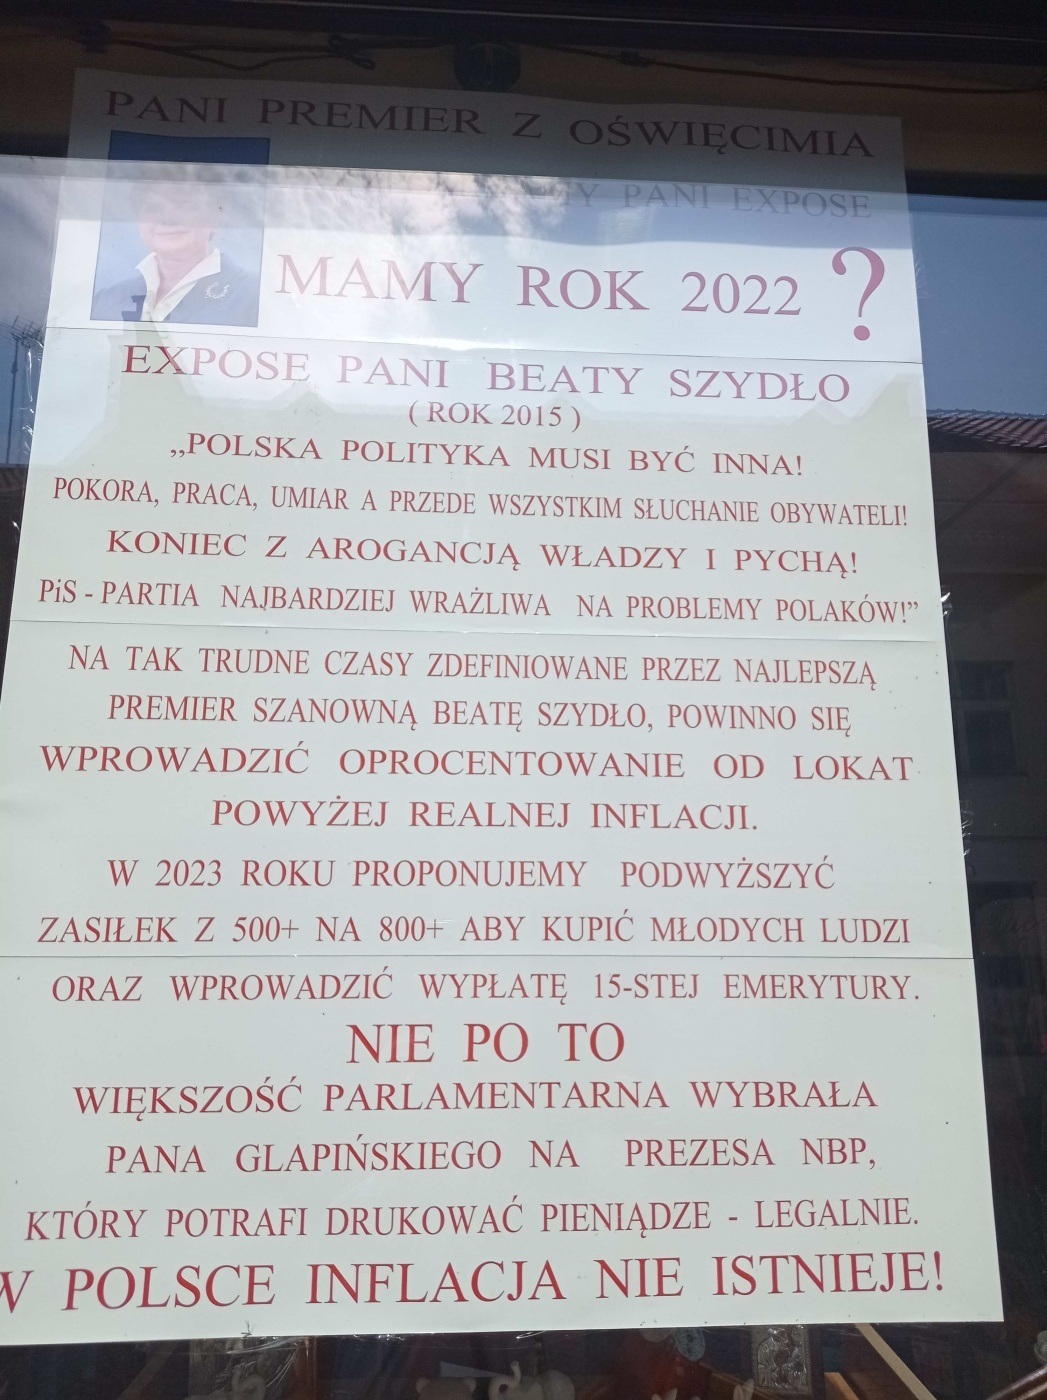 PANI PREMIER Z OŚWIĘCIMIA
PANI EXPOSE
MAMY ROK 2022 ?
EXPOSE PANI BEATY SZYDŁO
( ROK 2015 )
„POLSKA POLITYKA MUSI BYĆ INNA!
POKORA, PRACA, UMIAR A PRZEDE WSZYSTKIM SŁUCHANIE OBYWATELI!
KONIEC Z AROGANCJĄ WŁADZY I PYCHĄ!
PiS - PARTIA NAJBARDZIEJ WRAŻLIWA NA PROBLEMY POLAKÓW!”
NA TAK TRUDNE CZASY ZDEFINIOWANE PRZEZ NAJLEPSZĄ
PREMIER SZANOWNĄ BEATĘ SZYDŁO, POWINNO SIĘ
WPROWADZIĆ OPROCENTOWANIE OD LOKAT
POWYŻEJ REALNEJ INFLACJI.
W 2023 ROKU PROPONUJEMY PODWYŻSZYĆ
ZASIŁEK Z 500+ NA 800+ ABY KUPIĆ MŁODYCH LUDZI
ORAZ WPROWADZIĆ WYPŁATĘ 15-STEJ EMERYTURY.
NIE PO TO
WIĘKSZOŚĆ PARLAMENTARNA WYBRAŁA
PANA GLAPIŃSKIEGO NA PREZESA NBP,
KTÓRY POTRAFI DRUKOWAĆ PIENIĄDZE - LEGALNIE.
W POLSCE INFLACJA NIE ISTNIEJE!